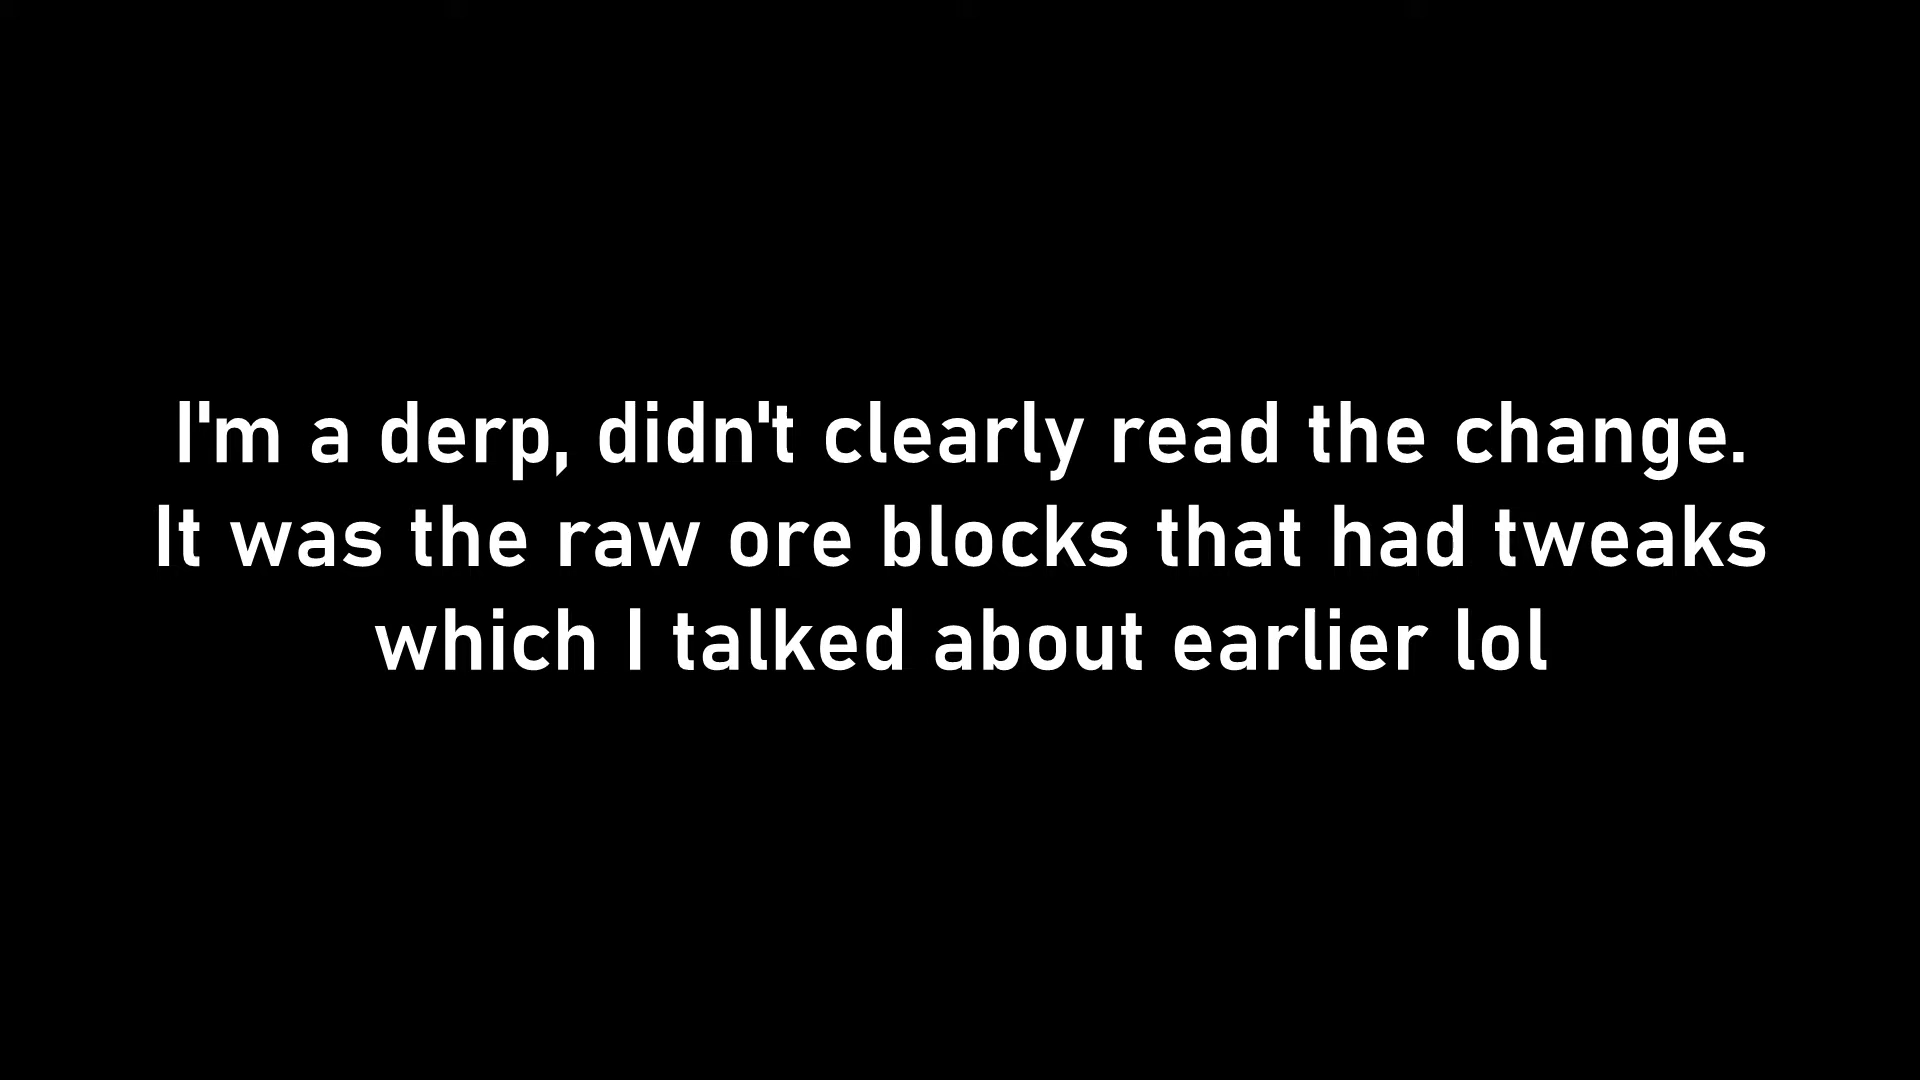 I'm a derp, didn't clearly read the change.
It was the raw ore blocks that had tweaks
which I talked about earlier lol